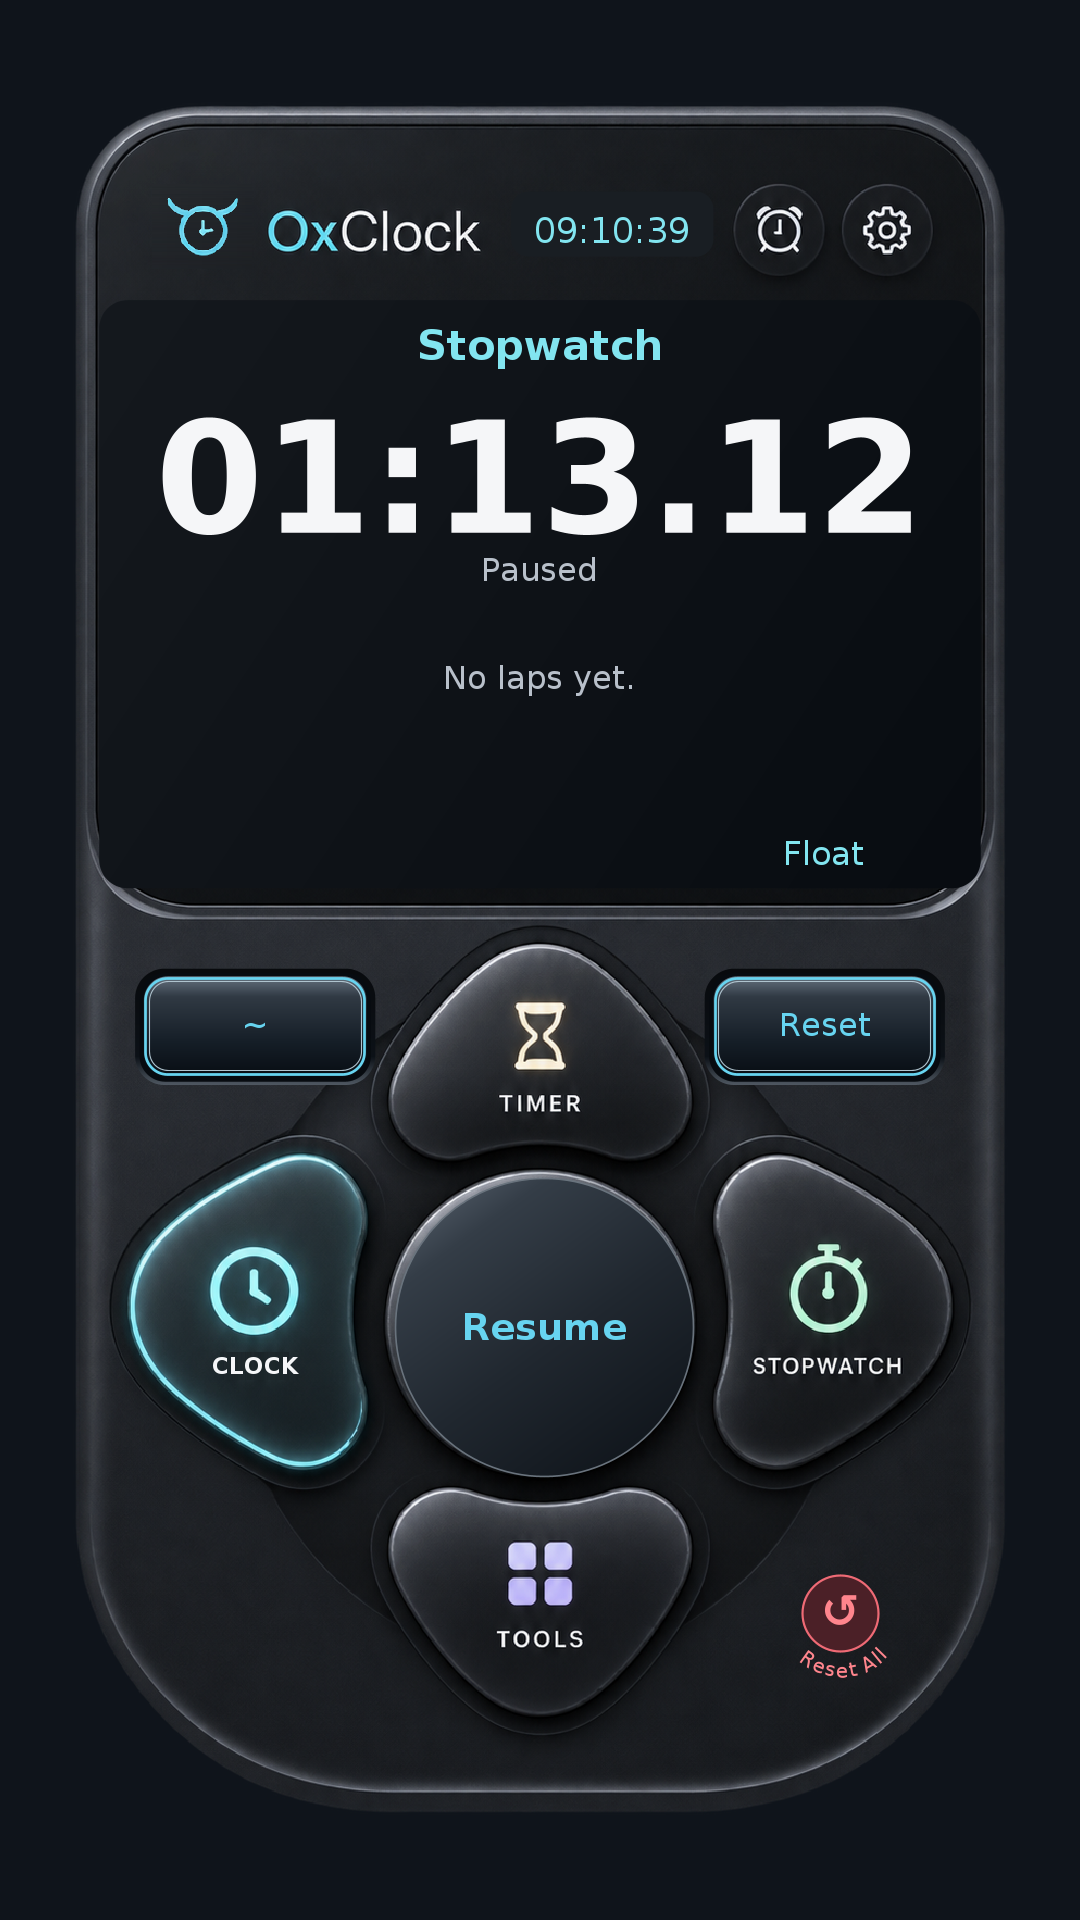 OxClock 09:10:39
Stopwatch
01:13.12
Paused
No laps yet.
Float
~
Reset
TIMER
CLOCK
Resume
STOPWATCH
TOOLS
Reset All